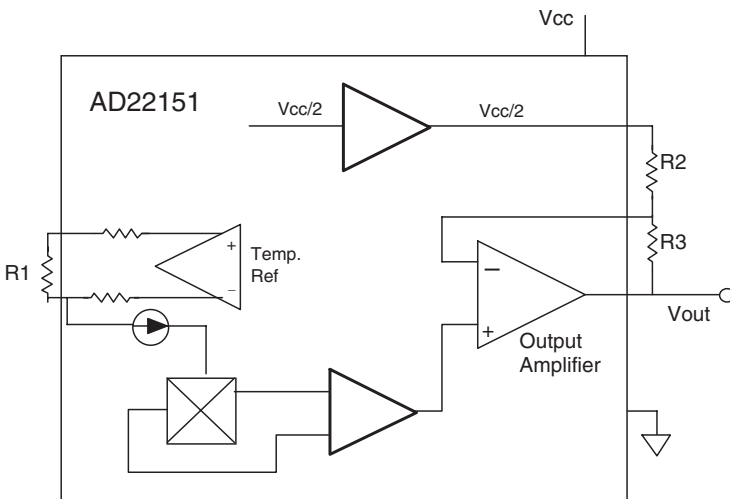 Vcc
AD22151
Vcc/2
Vcc/2
R2
R3
R1
+
Temp.
Ref
−
−
+
Output
Amplifier
Vout